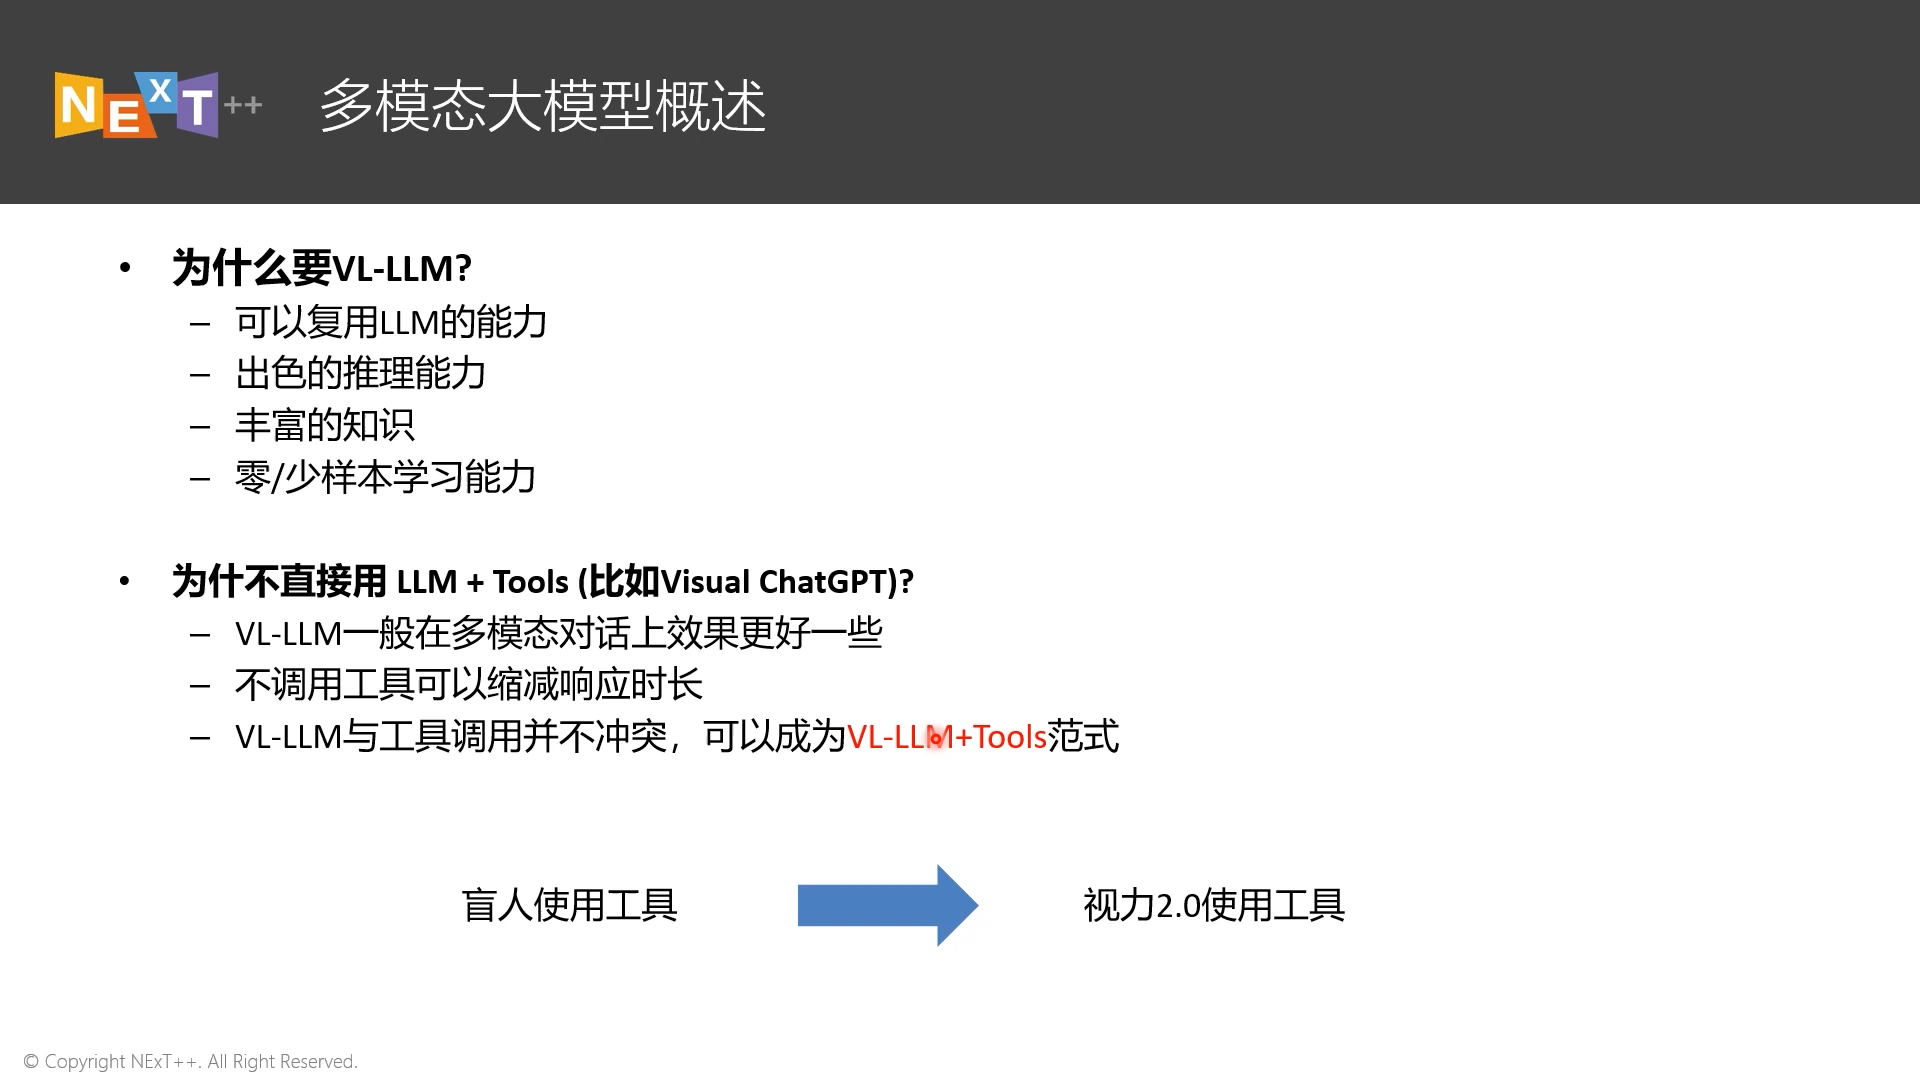 NExT++ 多模态大模型概述
• 为什么要VL-LLM?
– 可以复用LLM的能力
– 出色的推理能力
– 丰富的知识
– 零/少样本学习能力
• 为什不直接用 LLM + Tools (比如Visual ChatGPT)?
– VL-LLM一般在多模态对话上效果更好一些
– 不调用工具可以缩减响应时长
– VL-LLM与工具调用并不冲突，可以成为VL-LLM+Tools范式
盲人使用工具 视力2.0使用工具
© Copyright NExT++. All Right Reserved.